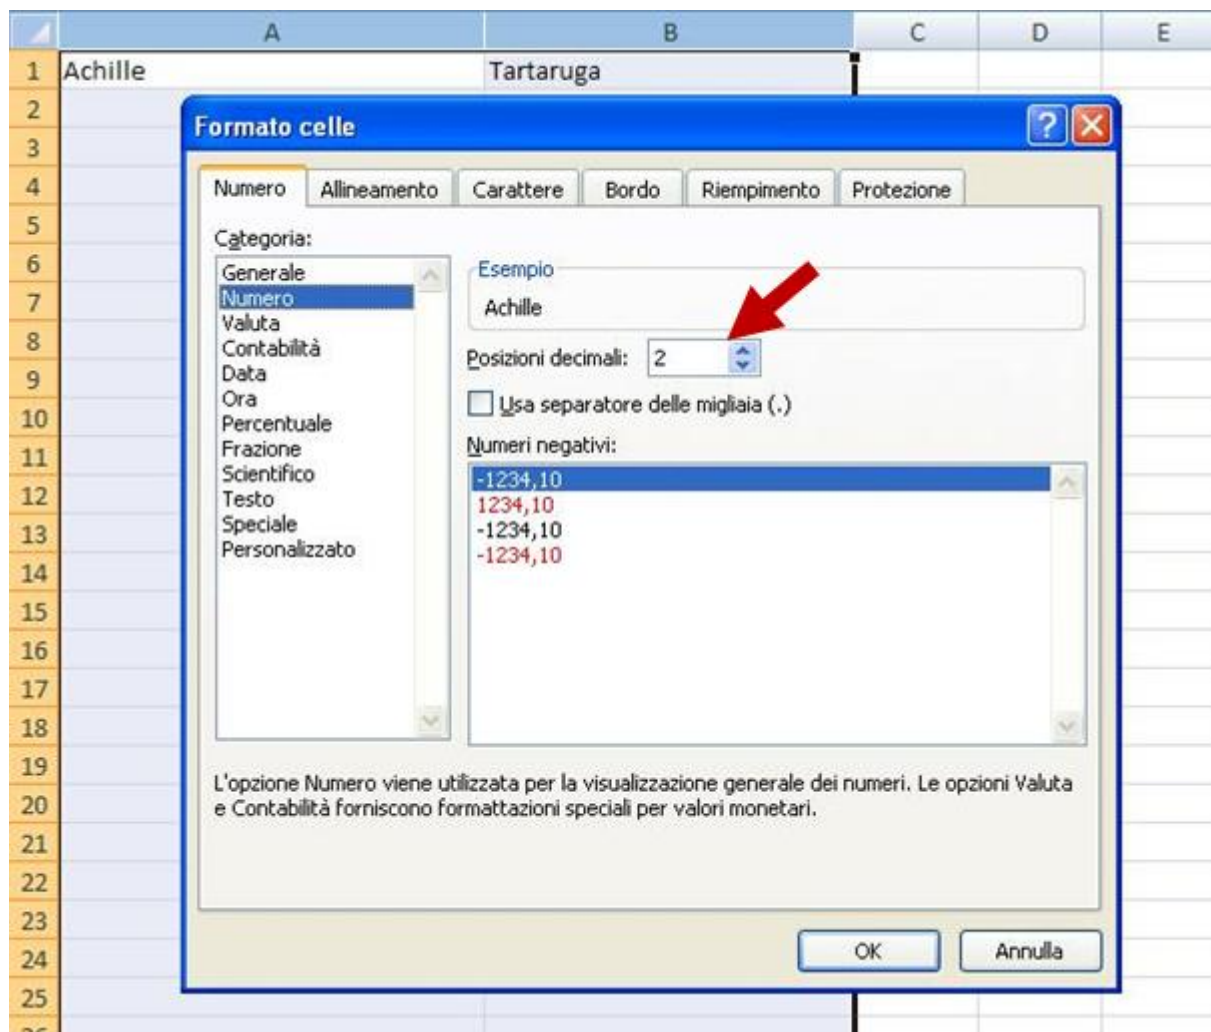 A B C D E
1 Achille Tartaruga
2
Formato celle
3
4
Numero Allineamento Carattere Bordo Riempimento Protezione
5
Categoria:
6
Generale
Esempio
7
Numero
Achille
Valuta
8
Contabilità
Posizioni decimali: 2
9
Data
Ora
Usa separatore delle migliaia (.)
10
Percentuale
11
Frazione
Numeri negativi:
Scientifico
-1234,10
12
Testo
1234,10
13
Speciale
-1234,10
Personalizzato
-1234,10
14
15
16
17
18
19
L'opzione Numero viene utilizzata per la visualizzazione generale dei numeri. Le opzioni Valuta
20
e Contabilità forniscono formattazioni speciali per valori monetari.
21
22
23
24
OK Annulla
25
26